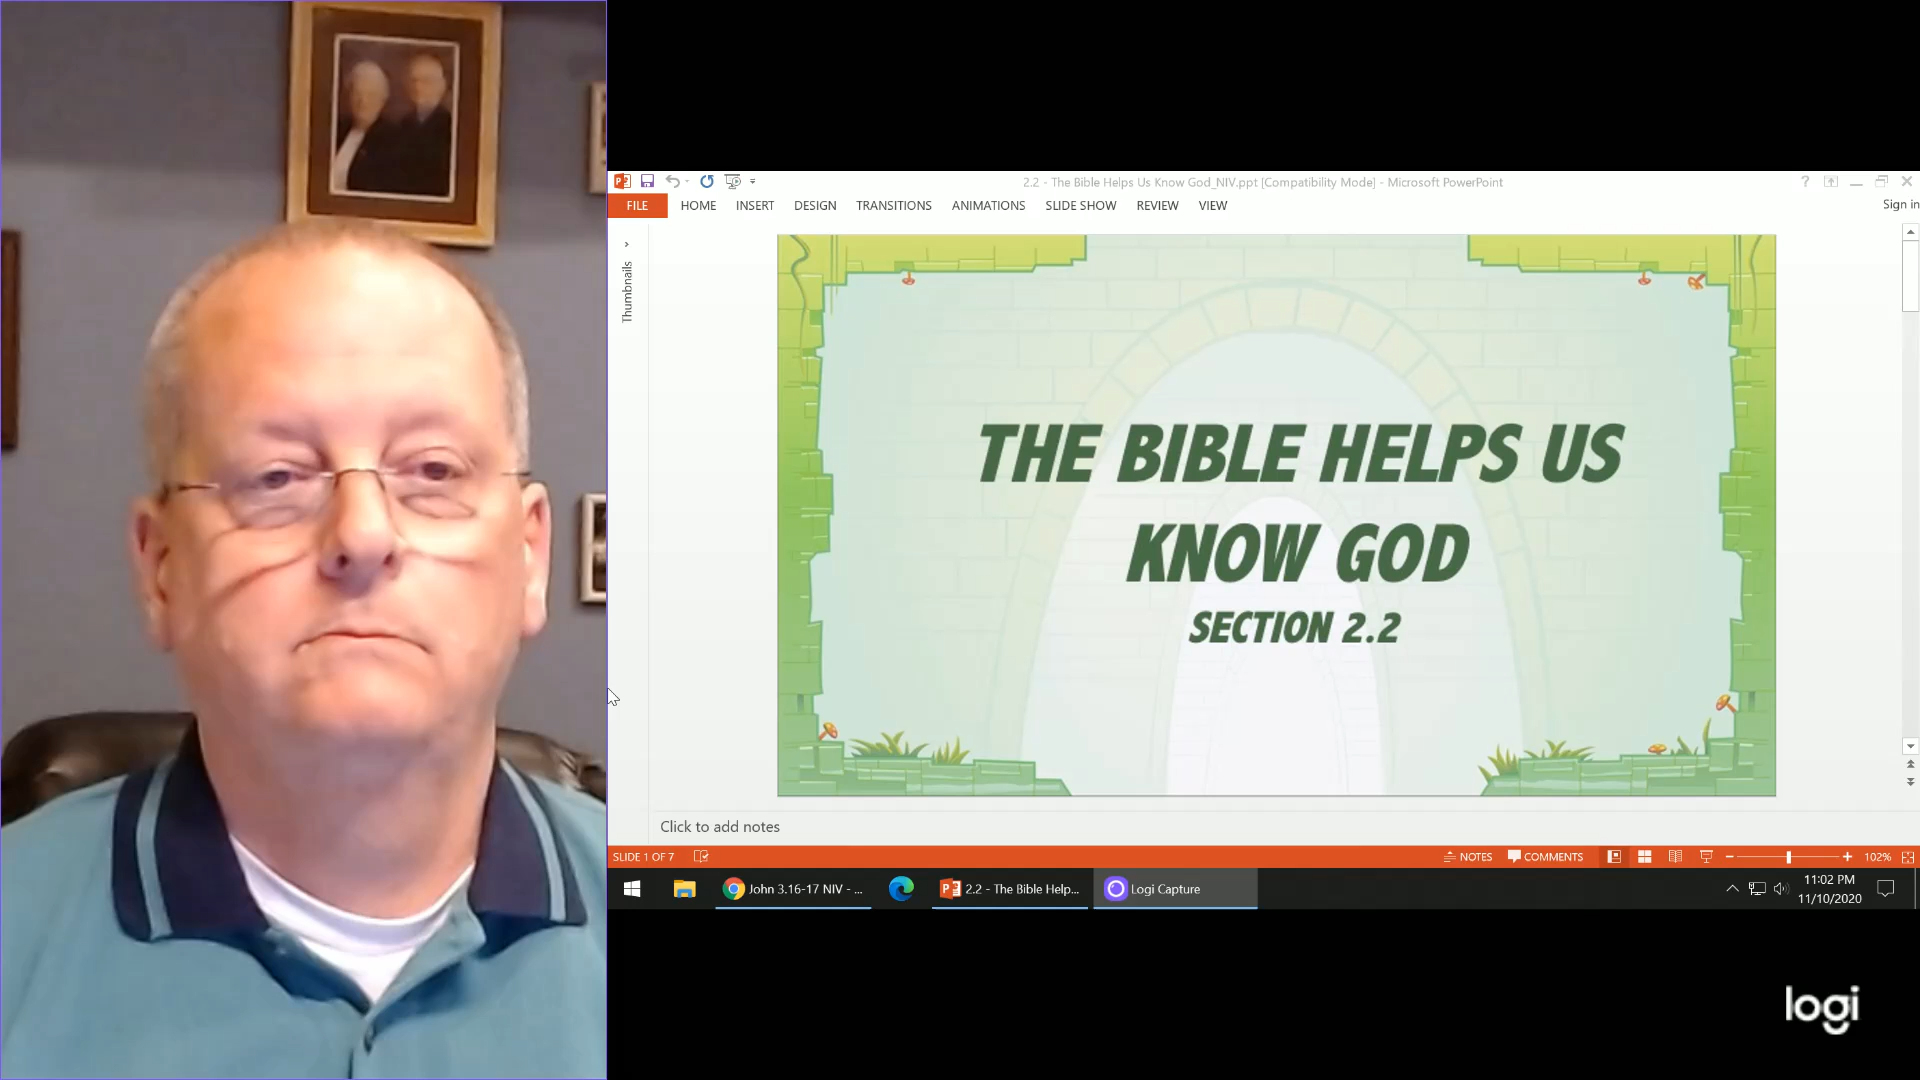 2.2 - The Bible Helps Us Know God_NIV.ppt [Compatibility Mode] - Microsoft PowerPoint
?
FILE HOME INSERT DESIGN TRANSITIONS ANIMATIONS SLIDE SHOW REVIEW VIEW Sign in
Thumbnails
THE BIBLE HELPS US
KNOW GOD
SECTION 2.2
Click to add notes
SLIDE 1 OF 7 NOTES COMMENTS 102%
John 3.16-17 NIV - ... 2.2 - The Bible Help... Logi Capture 11:02 PM
11/10/2020
logi